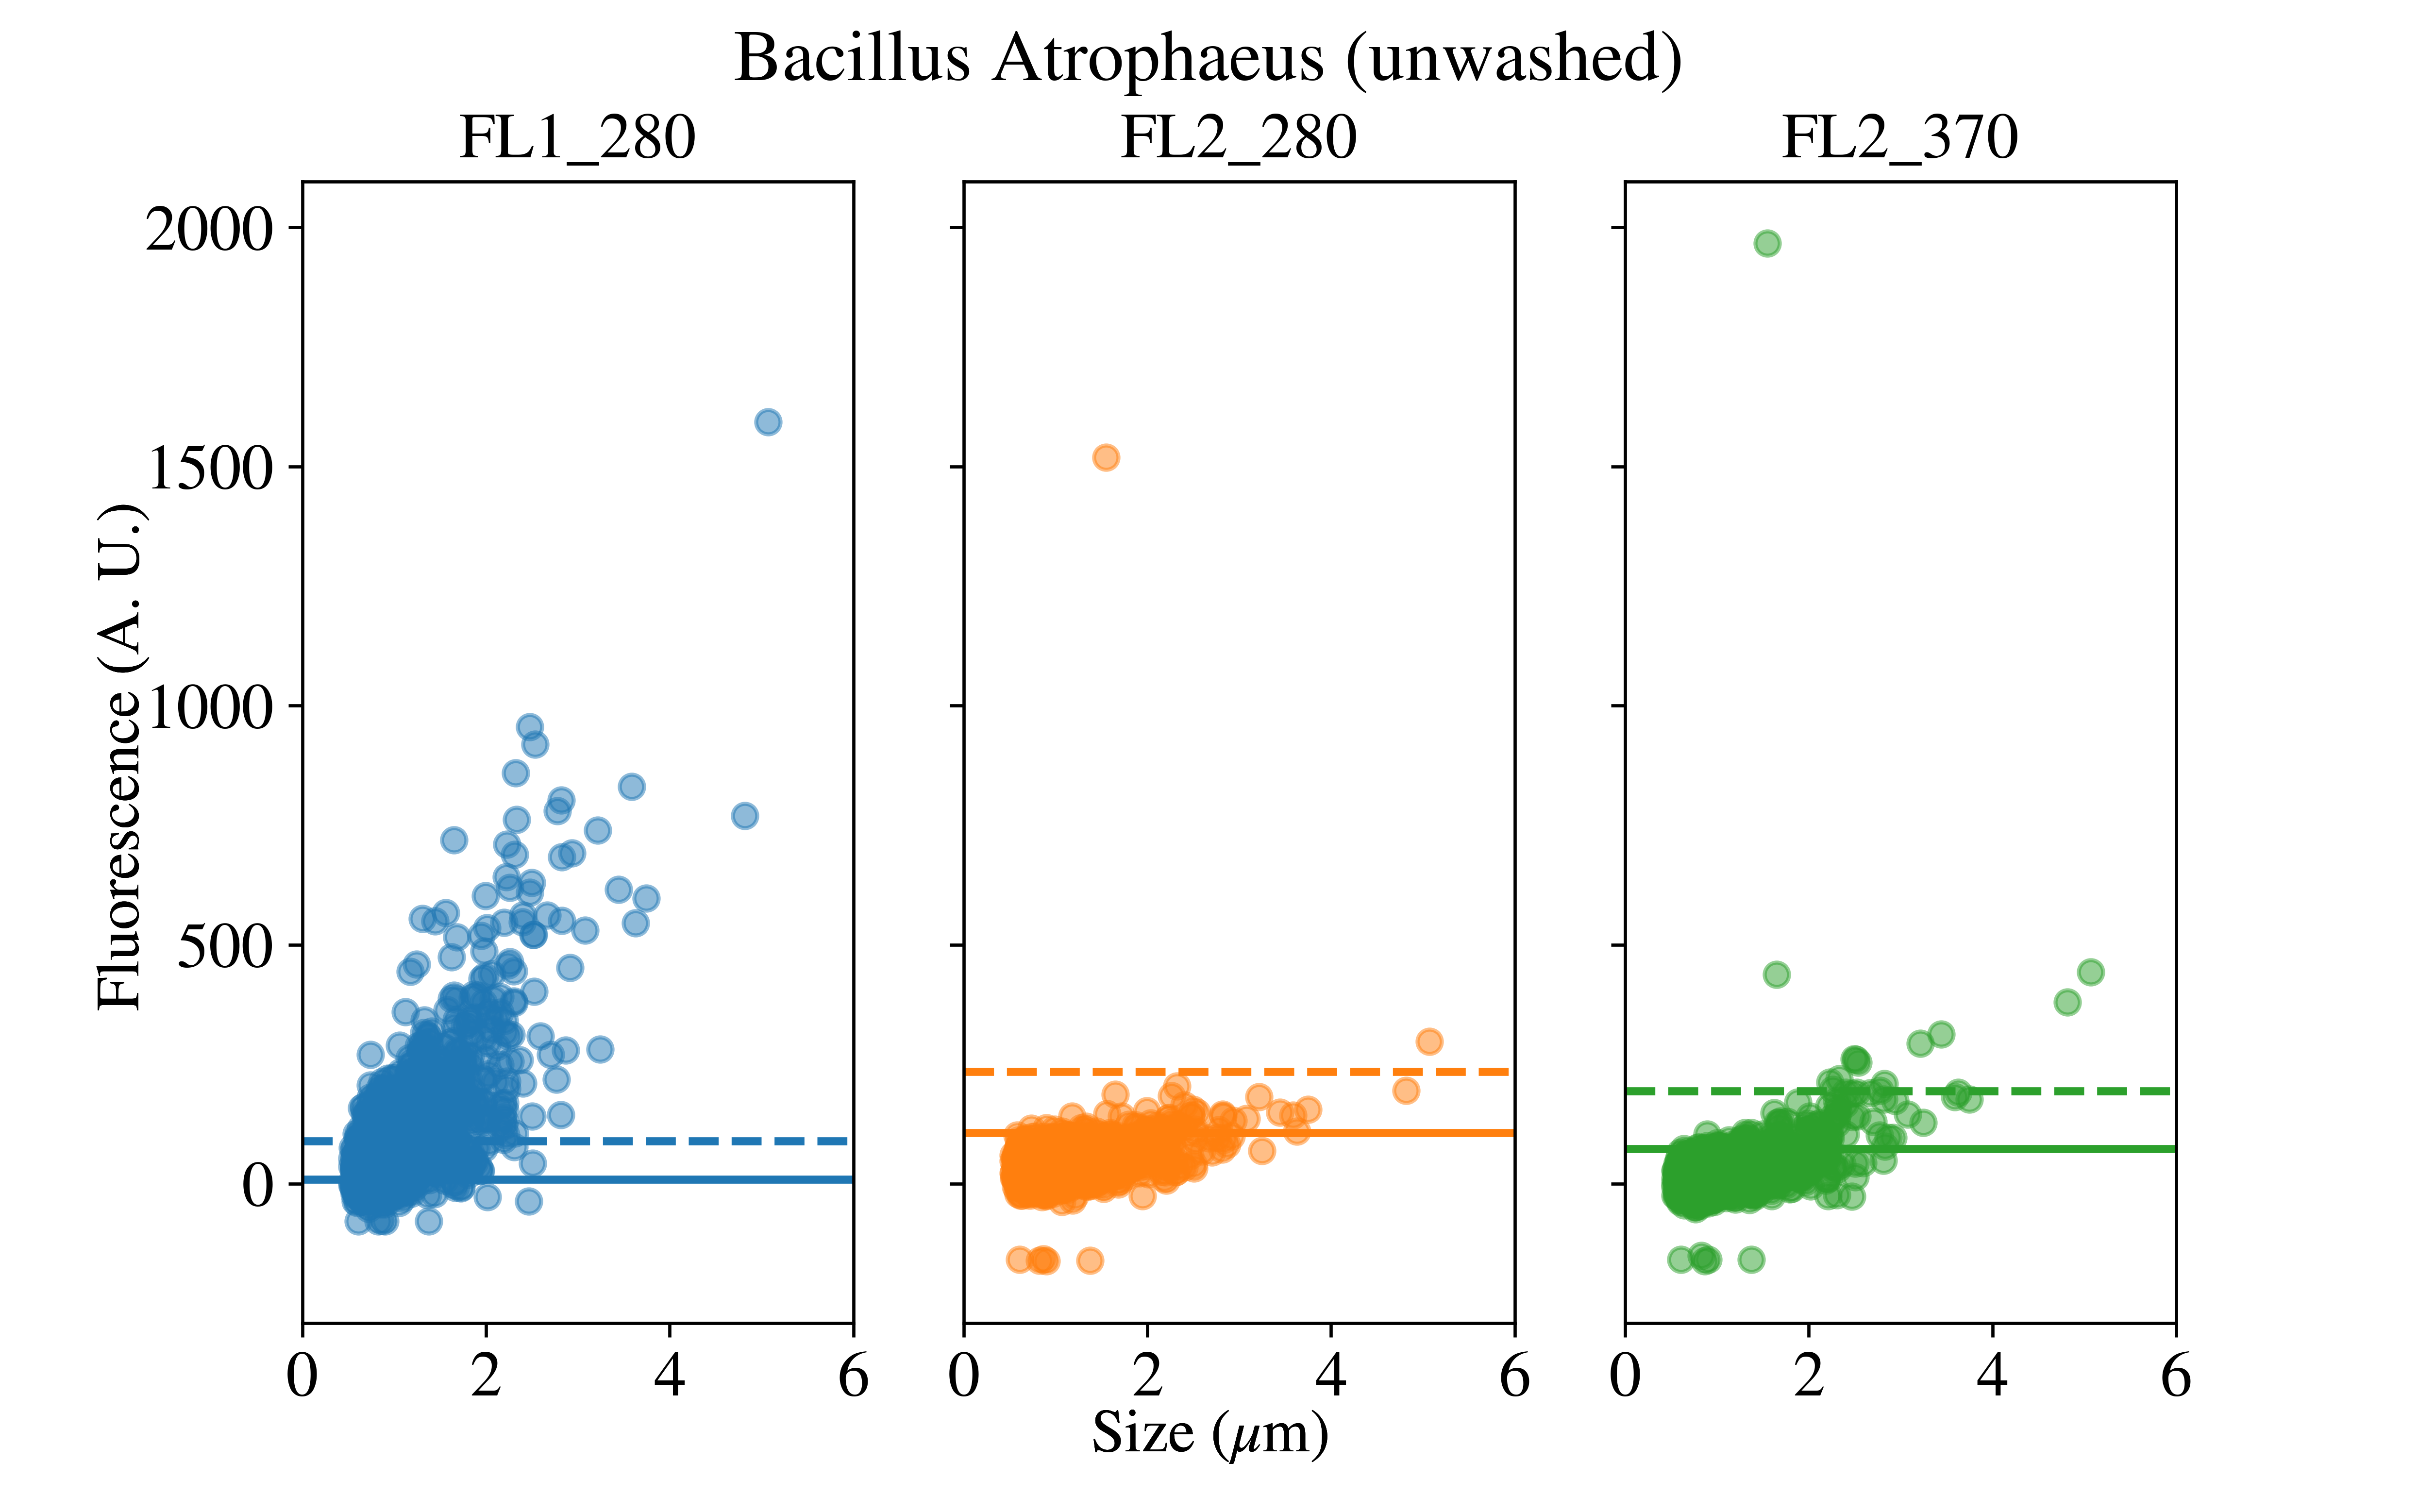 Bacillus Atrophaeus (unwashed)
FL1_280 FL2_280 FL2_370
Fluorescence (A. U.)
2000
1500
1000
500
0
0 2 4 6 0 2 4 6 0 2 4 6
Size (μm)